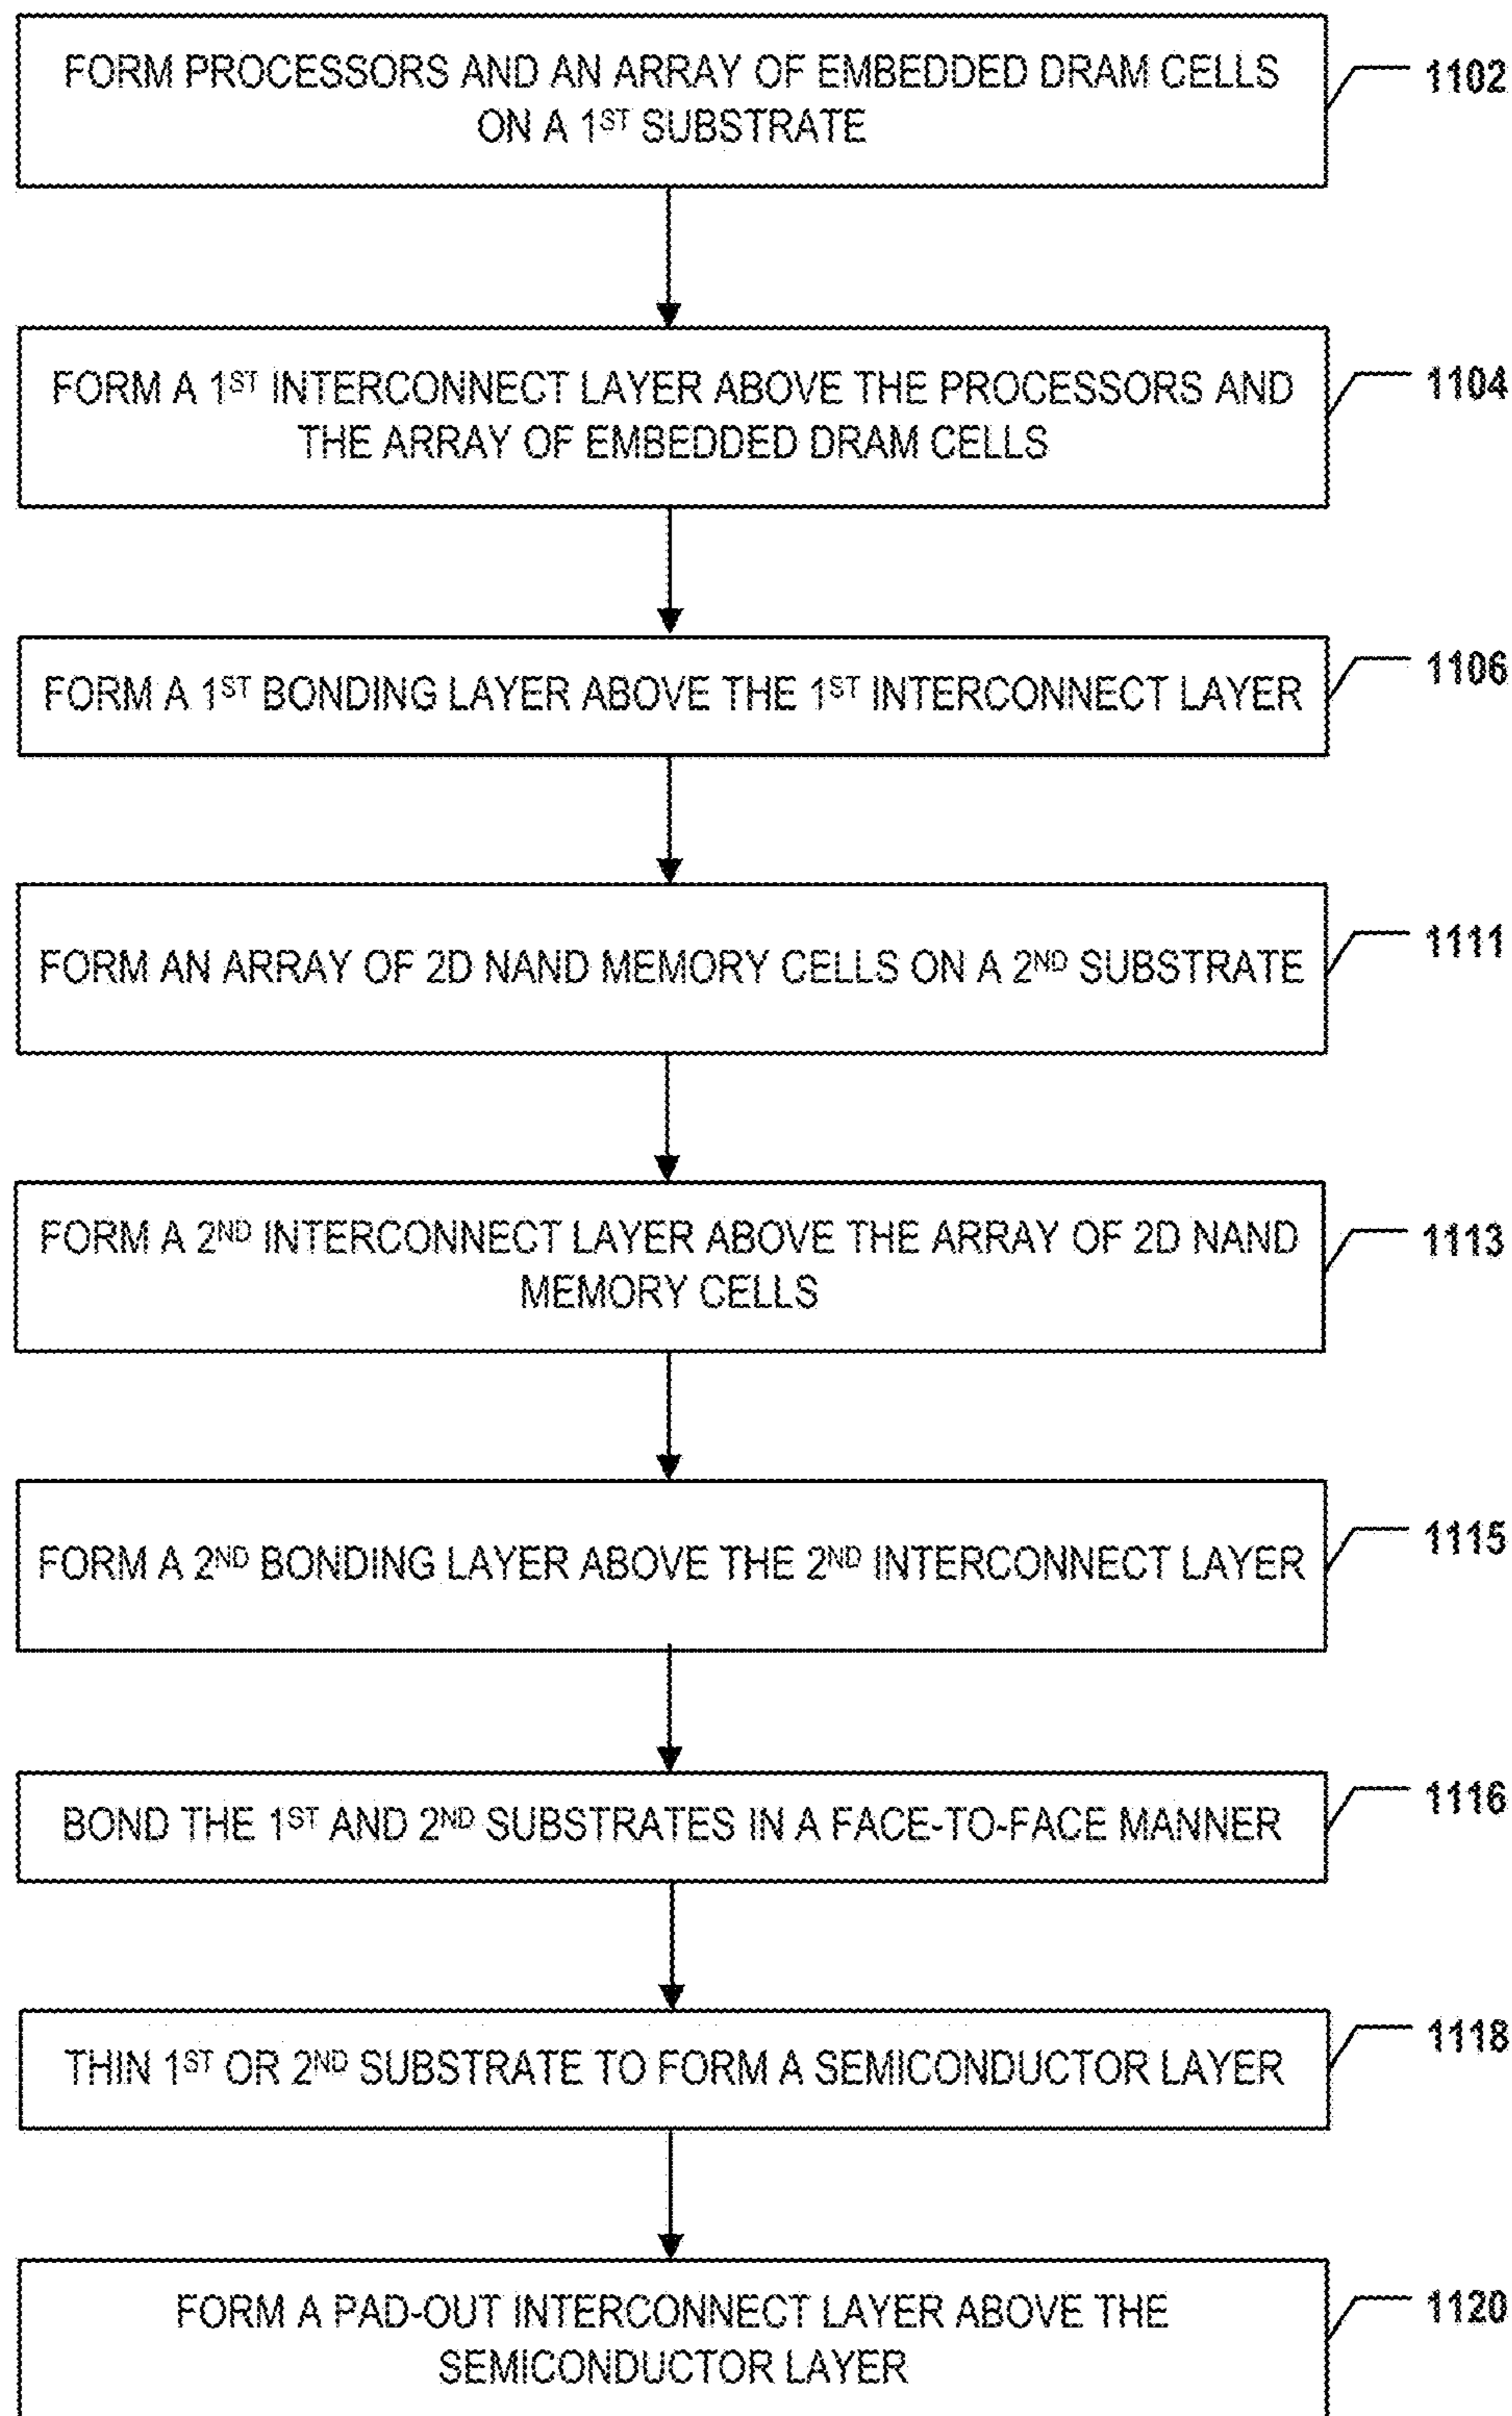 FORM PROCESSORS AND AN ARRAY OF EMBEDDED DRAM CELLS
ON A 1ST SUBSTRATE
1102
FORM A 1ST INTERCONNECT LAYER ABOVE THE PROCESSORS AND
THE ARRAY OF EMBEDDED DRAM CELLS
1104
FORM A 1ST BONDING LAYER ABOVE THE 1ST INTERCONNECT LAYER
1106
FORM AN ARRAY OF 2D NAND MEMORY CELLS ON A 2ND SUBSTRATE
1111
FORM A 2ND INTERCONNECT LAYER ABOVE THE ARRAY OF 2D NAND
MEMORY CELLS
1113
FORM A 2ND BONDING LAYER ABOVE THE 2ND INTERCONNECT LAYER
1115
BOND THE 1ST AND 2ND SUBSTRATES IN A FACE-TO-FACE MANNER
1116
THIN 1ST OR 2ND SUBSTRATE TO FORM A SEMICONDUCTOR LAYER
1118
FORM A PAD-OUT INTERCONNECT LAYER ABOVE THE
SEMICONDUCTOR LAYER
1120